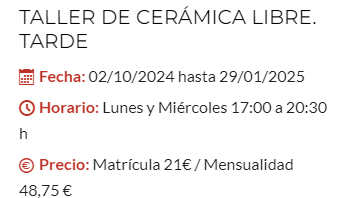 TALLER DE CERÁMICA LIBRE.
TARDE
Fecha: 02/10/2024 hasta 29/01/2025
Horario: Lunes y Miércoles 17:00 a 20:30
h
Precio: Matrícula 21€ / Mensualidad
48,75 €